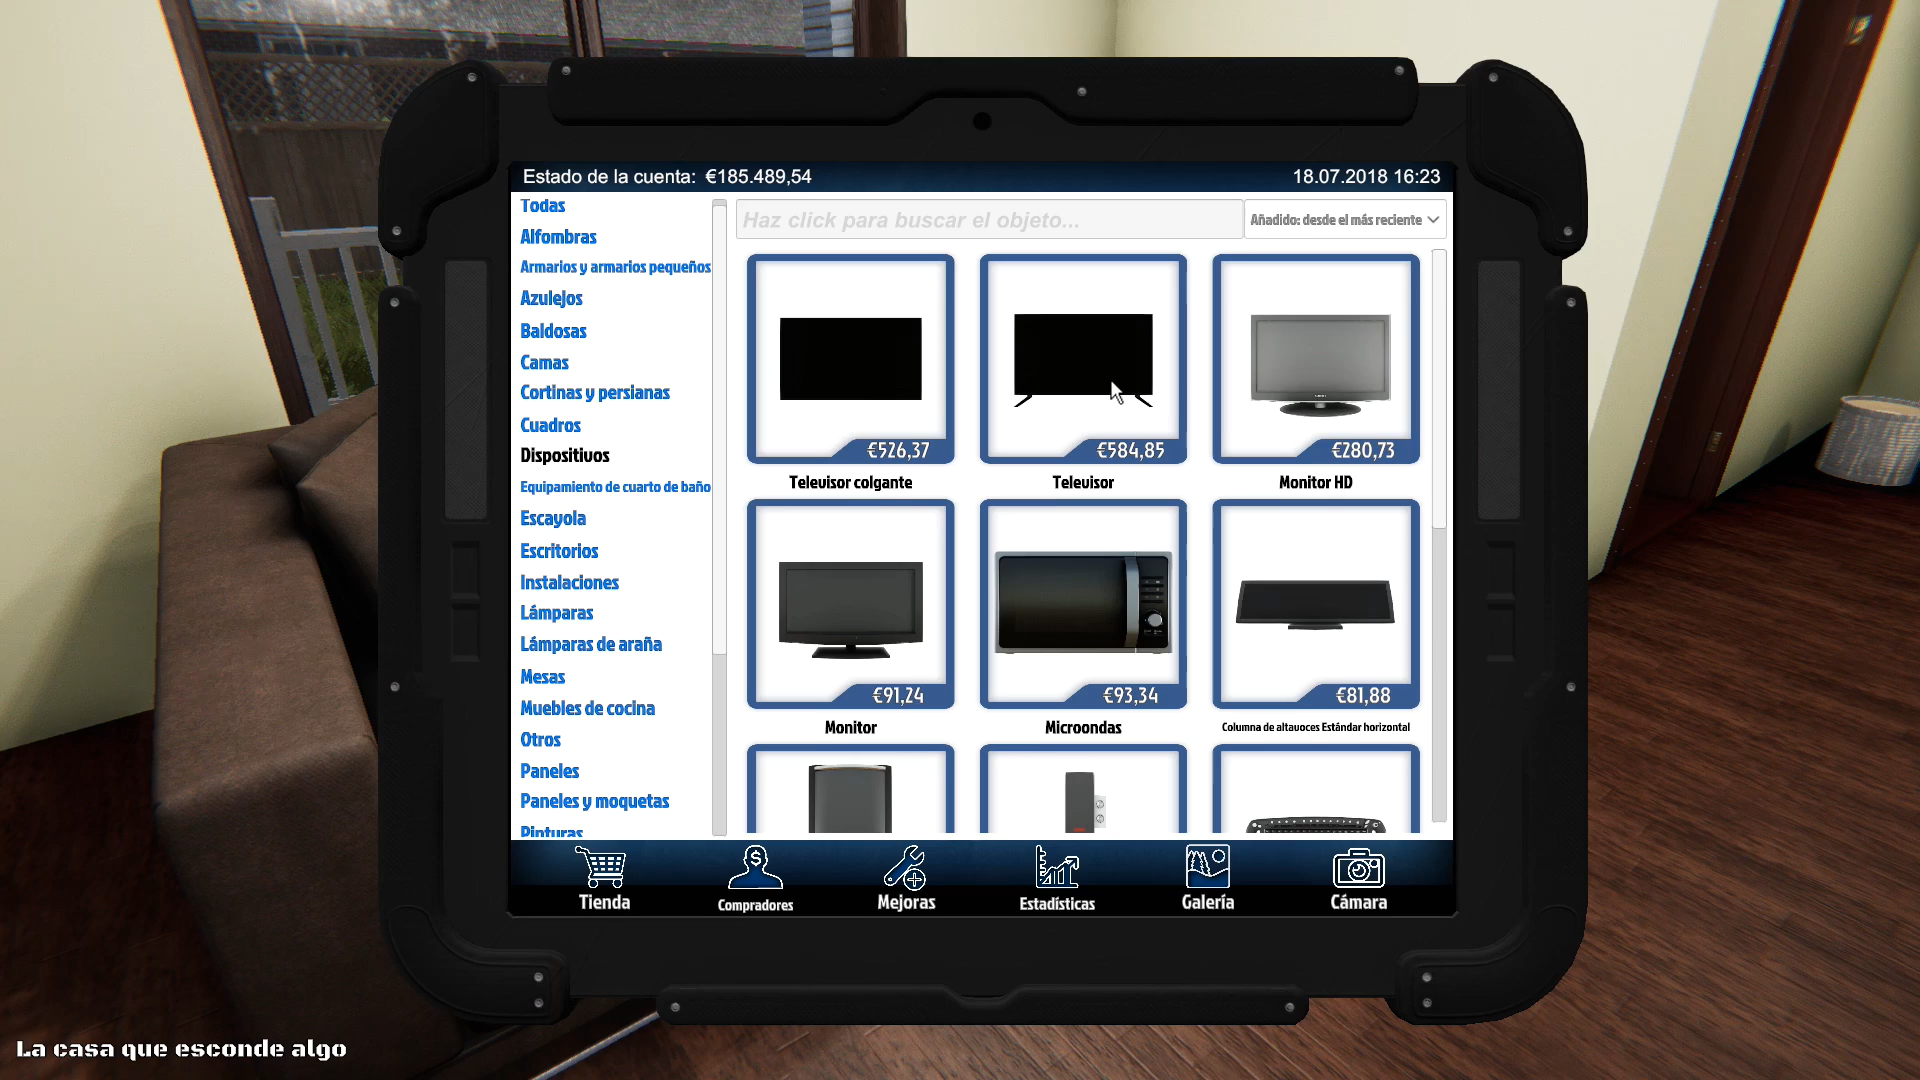 Estado de la cuenta: €185.489,54
18.07.2018 16:23
Todas
Alfombras
Armarios y armarios pequeños
Azulejos
Baldosas
Camas
Cortinas y persianas
Cuadros
Dispositivos
Equipamiento de cuarto de baño
Escayola
Escritorios
Instalaciones
Lámparas
Lámparas de araña
Mesas
Muebles de cocina
Otros
Paneles
Paneles y moquetas
Pinturas
Haz click para buscar el objeto...
Añadido: desde el más reciente
€526,37
€584,85
€280,73
Televisor colgante
Televisor
Monitor HD
€91,24
€93,34
€81,88
Monitor
Microondas
Columna de altavoces Estándar horizontal
Tienda
Compradores
Mejoras
Estadísticas
Galería
Cámara
La casa que esconde algo